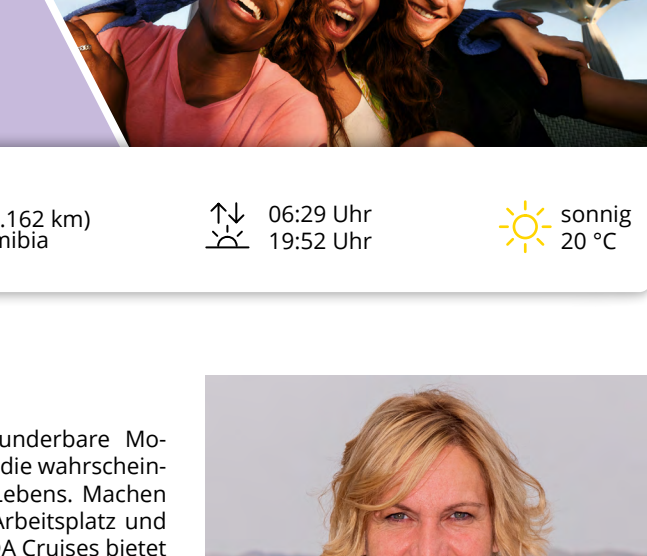 .162 km)
mibia
06:29 Uhr
19:52 Uhr
sonnig
20 °C
underbare Mo-
die wahrschein-
Lebens. Machen
Arbeitsplatz und
A Cruises bietet